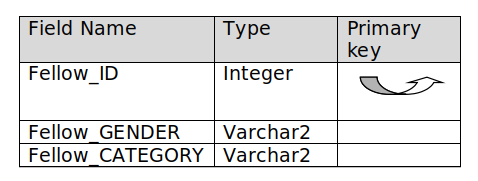 Field Name Type Primary key
Fellow_ID Integer
Fellow_GENDER Varchar2
Fellow_CATEGORY Varchar2